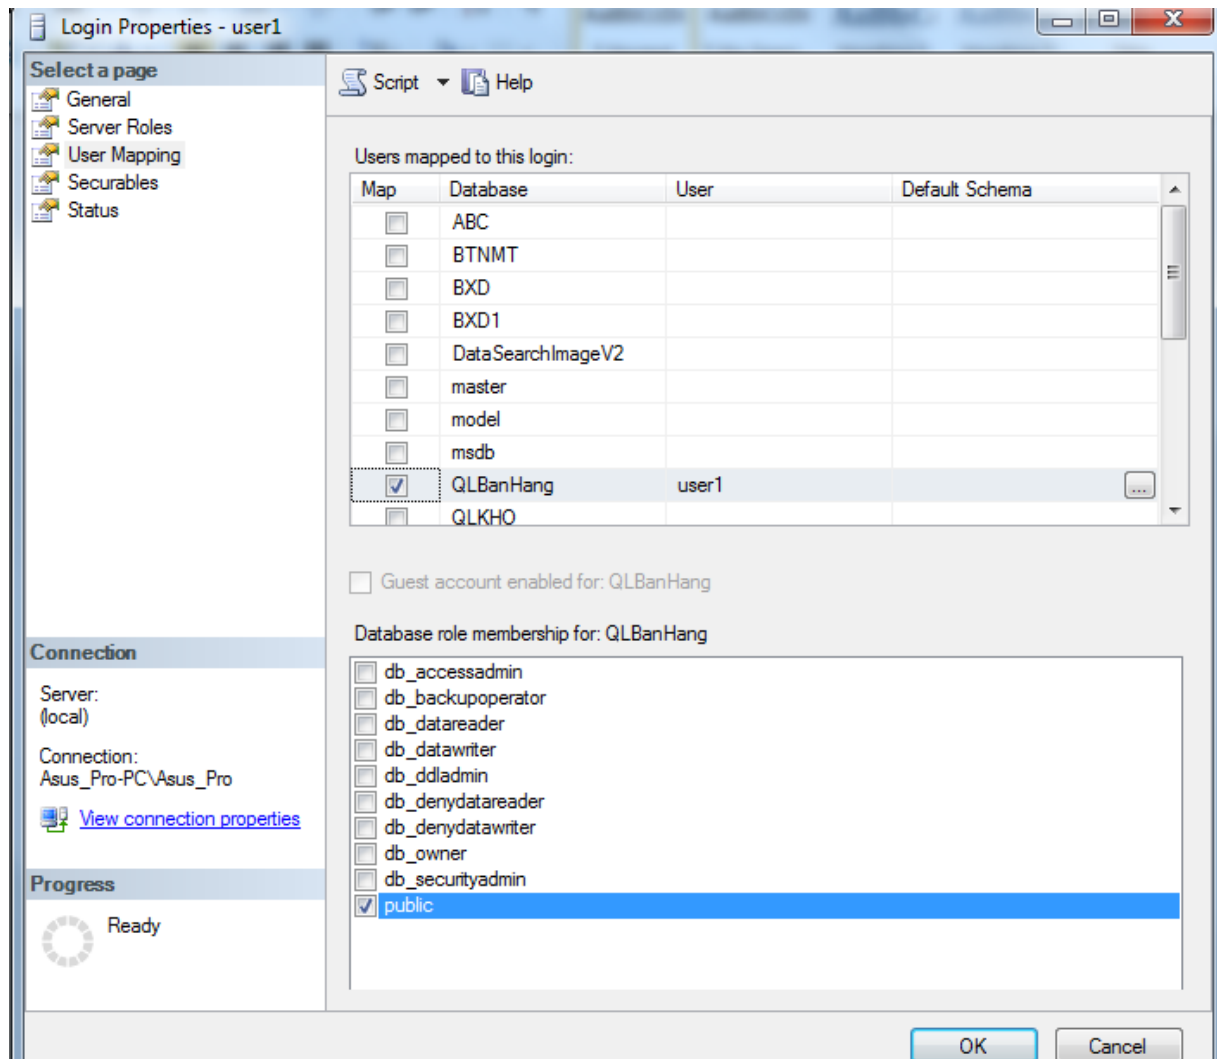 Login Properties - user1
Select a page
General
Server Roles
User Mapping
Securables
Status
Script Help
Users mapped to this login:
Map Database User Default Schema
ABC
BTNMT
BXD
BXD1
DataSearchImageV2
master
model
msdb
QLBanHang user1 ...
QLKHO
Guest account enabled for: QLBanHang
Database role membership for: QLBanHang
db_accessadmin
db_backupoperator
db_datareader
db_datawriter
db_ddladmin
db_denydatareader
db_denydatawriter
db_owner
db_securityadmin
public
Connection
Server:
(local)
Connection:
Asus_Pro-PC\Asus_Pro
View connection properties
Progress
Ready
OK Cancel